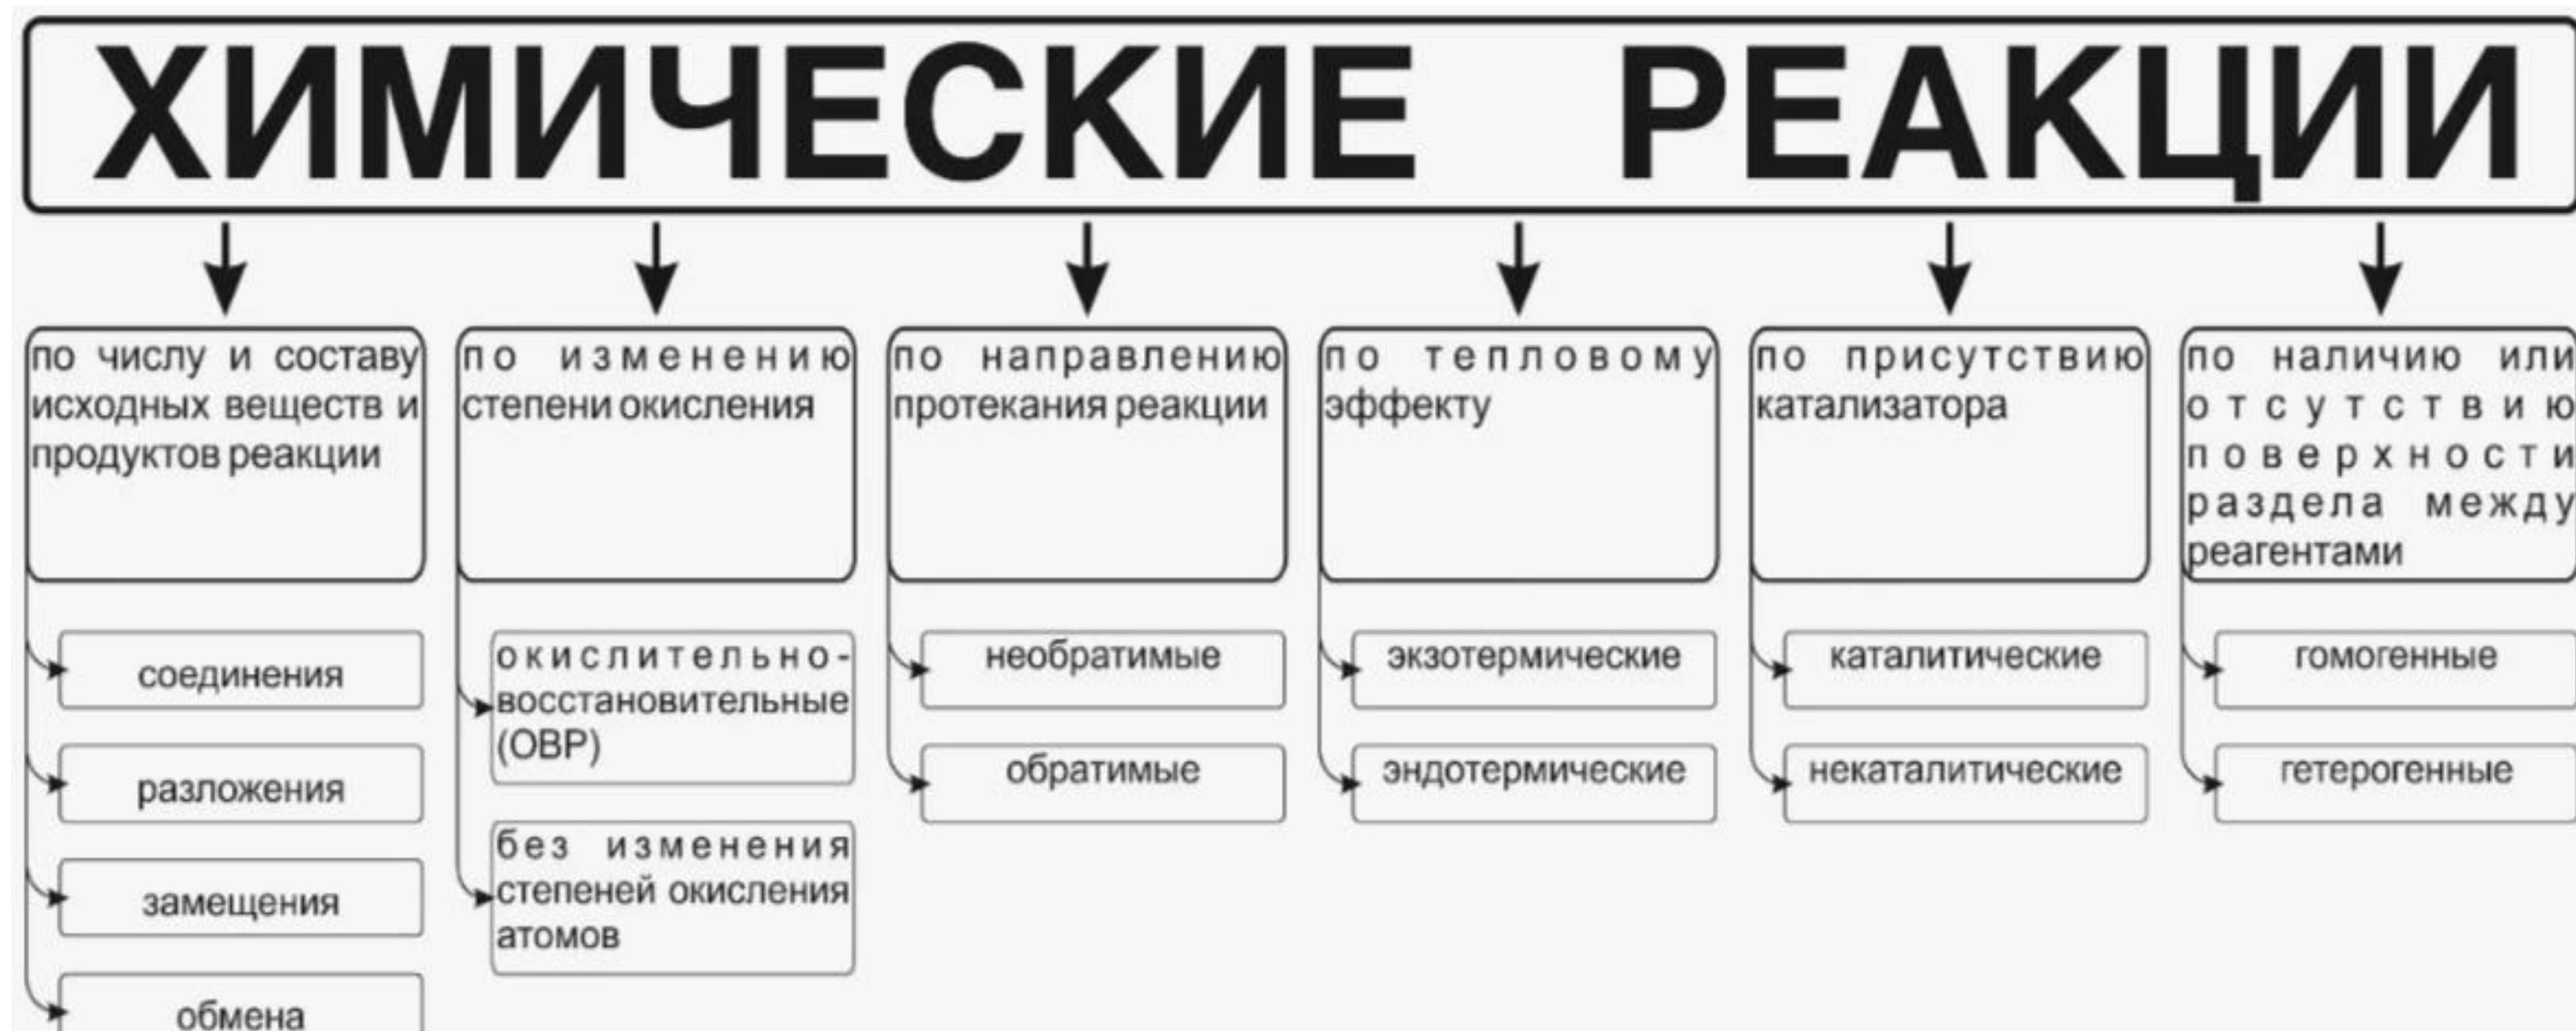 ХИМИЧЕСКИЕ РЕАКЦИИ
по числу и составу
исходных веществ и
продуктов реакции
соединения
разложения
замещения
обмена
по изменению
степени окисления
окислительно-
восстановительные
(ОВР)
без изменения
степеней окисления
атомов
по направлению
протекания реакции
необратимые
обратимые
по тепловому
эффекту
экзотермические
эндотермические
по присутствию
катализатора
каталитические
некаталитические
по наличию или
отсутствию
поверхности
раздела между
реагентами
гомогенные
гетерогенные